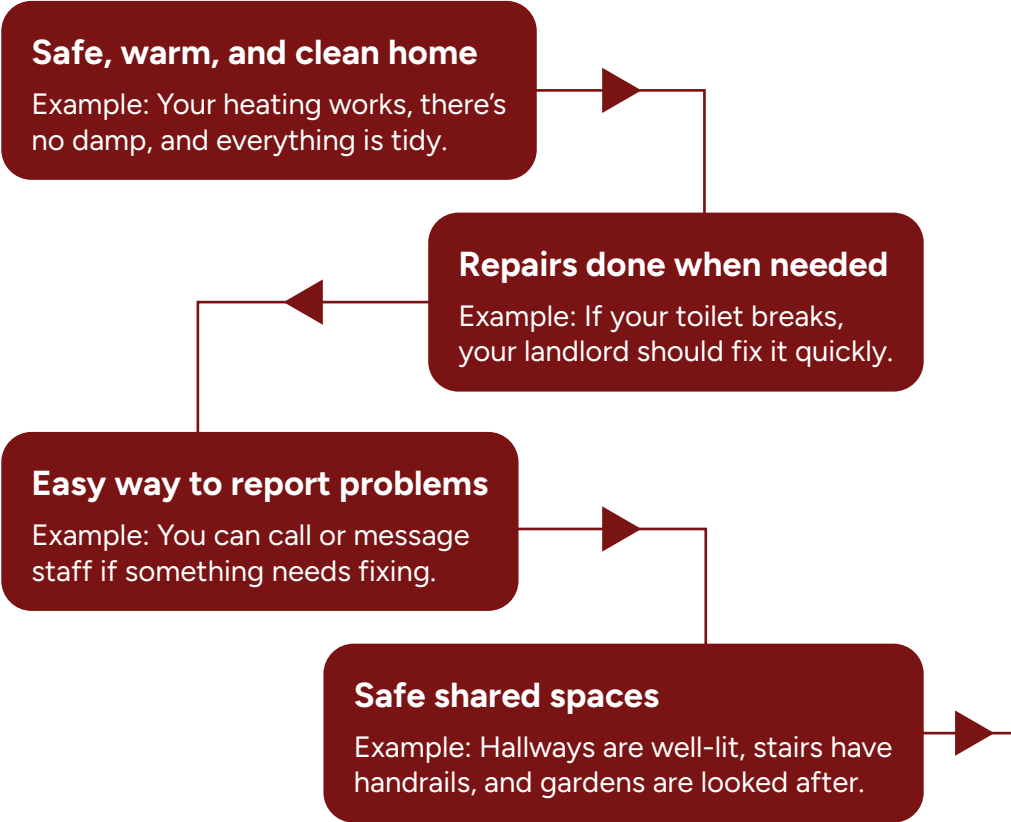 Safe, warm, and clean home
Example: Your heating works, there’s
no damp, and everything is tidy.
Repairs done when needed
Example: If your toilet breaks,
your landlord should fix it quickly.
Easy way to report problems
Example: You can call or message
staff if something needs fixing.
Safe shared spaces
Example: Hallways are well-lit, stairs have
handrails, and gardens are looked after.